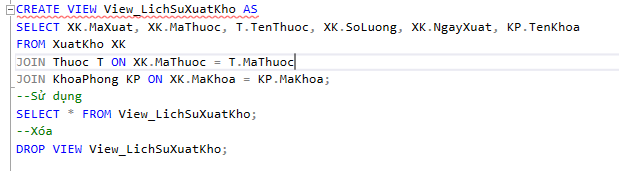 CREATE VIEW View_LichSuXuatKho AS
SELECT XK.MaXuat, XK.MaThuoc, T.TenThuoc, XK.SoLuong, XK.NgayXuat, KP.TenKhoa
FROM XuatKho XK
JOIN Thuoc T ON XK.MaThuoc = T.MaThuoc
JOIN KhoaPhong KP ON XK.MaKhoa = KP.MaKhoa;
--Sử dụng
SELECT * FROM View_LichSuXuatKho;
--Xóa
DROP VIEW View_LichSuXuatKho;